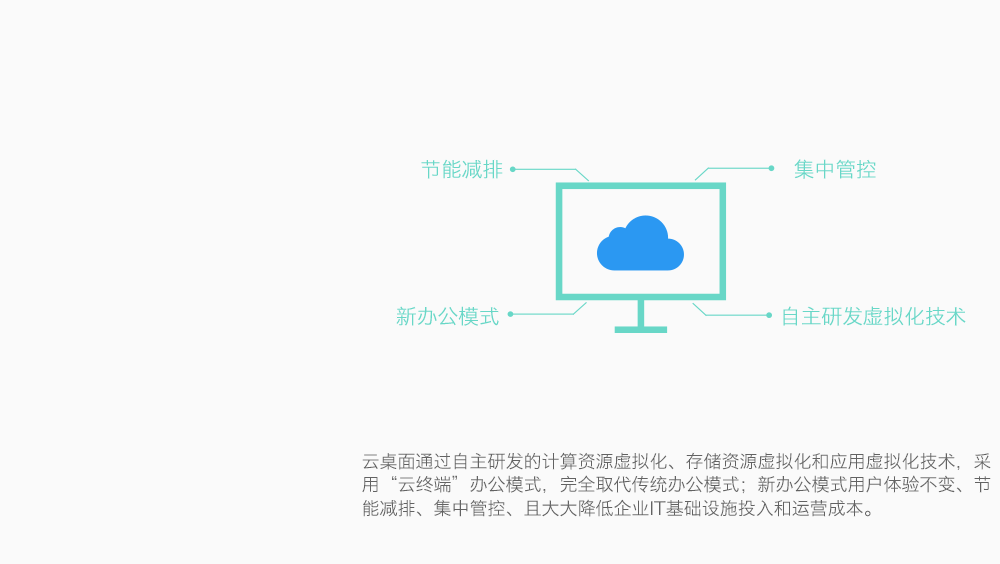 节能减排
集中管控
新办公模式
自主研发虚拟化技术
云桌面通过自主研发的计算资源虚拟化、存储资源虚拟化和应用虚拟化技术，采
用“云终端”办公模式，完全取代传统办公模式；新办公模式用户体验不变、节
能减排、集中管控、且大大降低企业IT基础设施投入和运营成本。